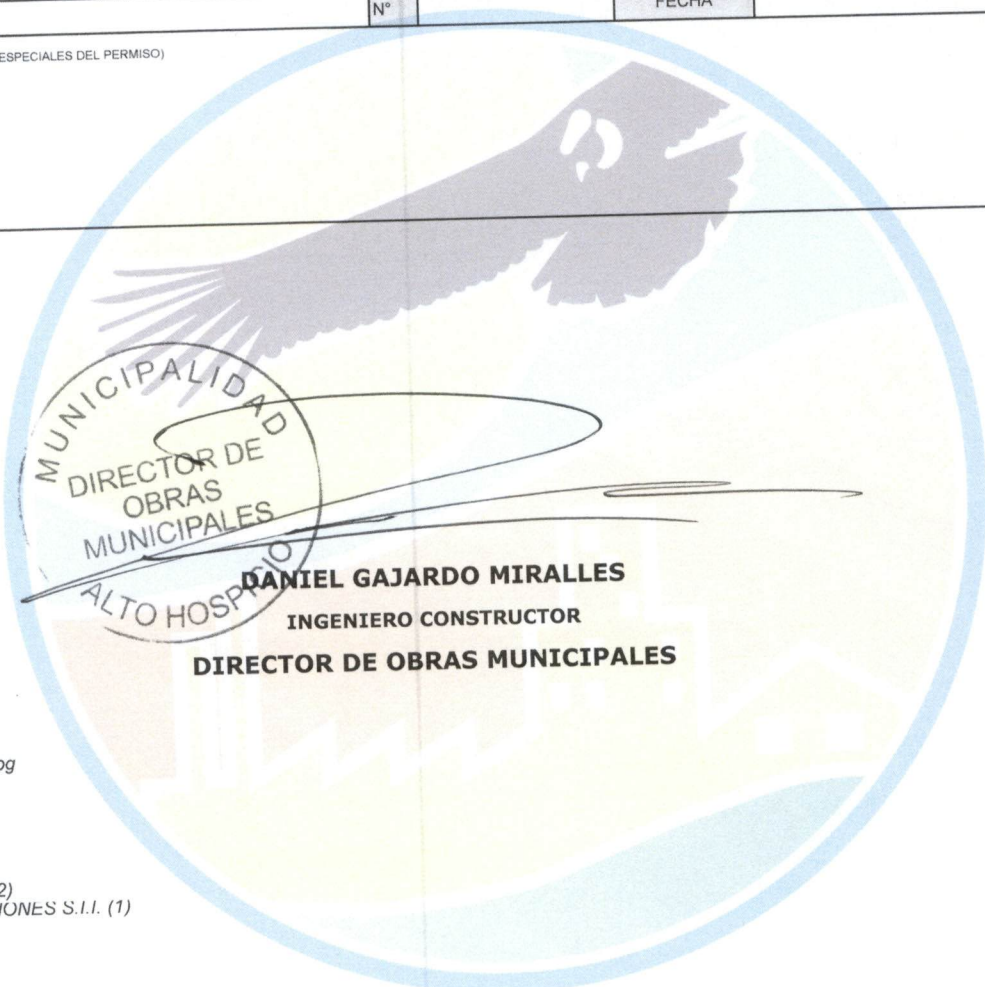 N°
FECHA
ESPECIALES DEL PERMISO)
MUNICIPALIDAD
DIRECTOR DE
OBRAS
MUNICIPALES
ALTO HOSPICIO
DANIEL GAJARDO MIRALLES
INGENIERO CONSTRUCTOR
DIRECTOR DE OBRAS MUNICIPALES
og
2)
IONES S.I.I. (1)